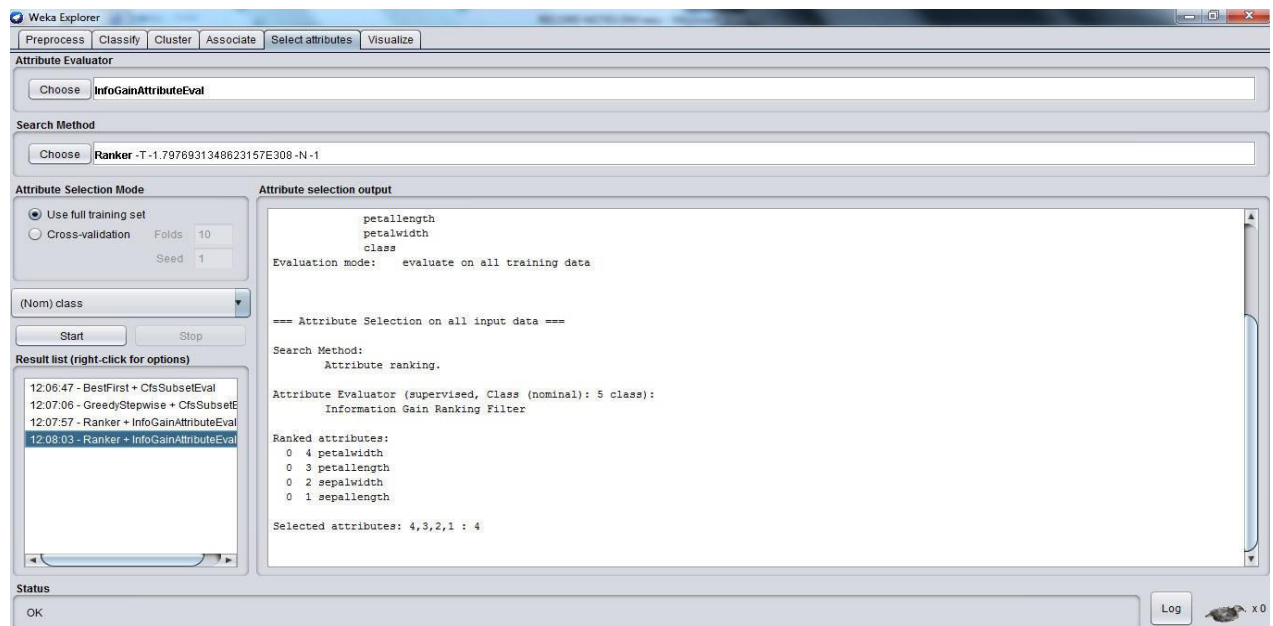 Weka Explorer
Preprocess Classify Cluster Associate Select attributes Visualize
Attribute Evaluator
Choose InfoGainAttributeEval
Search Method
Choose Ranker -T -1.7976931348623157E308 -N -1
Attribute Selection Mode
Use full training set
Cross-validation Folds 10
Seed 1
(Nom) class
Start Stop
Result list (right-click for options)
12:06:47 - BestFirst + CfsSubsetEval
12:07:06 - GreedyStepwise + CfsSubsetE
12:07:57 - Ranker + InfoGainAttributeEval
12:08:03 - Ranker + InfoGainAttributeEval
Attribute selection output
petallength
petalwidth
class
Evaluation mode: evaluate on all training data
=== Attribute Selection on all input data ===
Search Method:
Attribute ranking.
Attribute Evaluator (supervised, Class (nominal): 5 class):
Information Gain Ranking Filter
Ranked attributes:
0 4 petalwidth
0 3 petallength
0 2 sepalwidth
0 1 sepallength
Selected attributes: 4,3,2,1 : 4
Status
OK
Log x 0